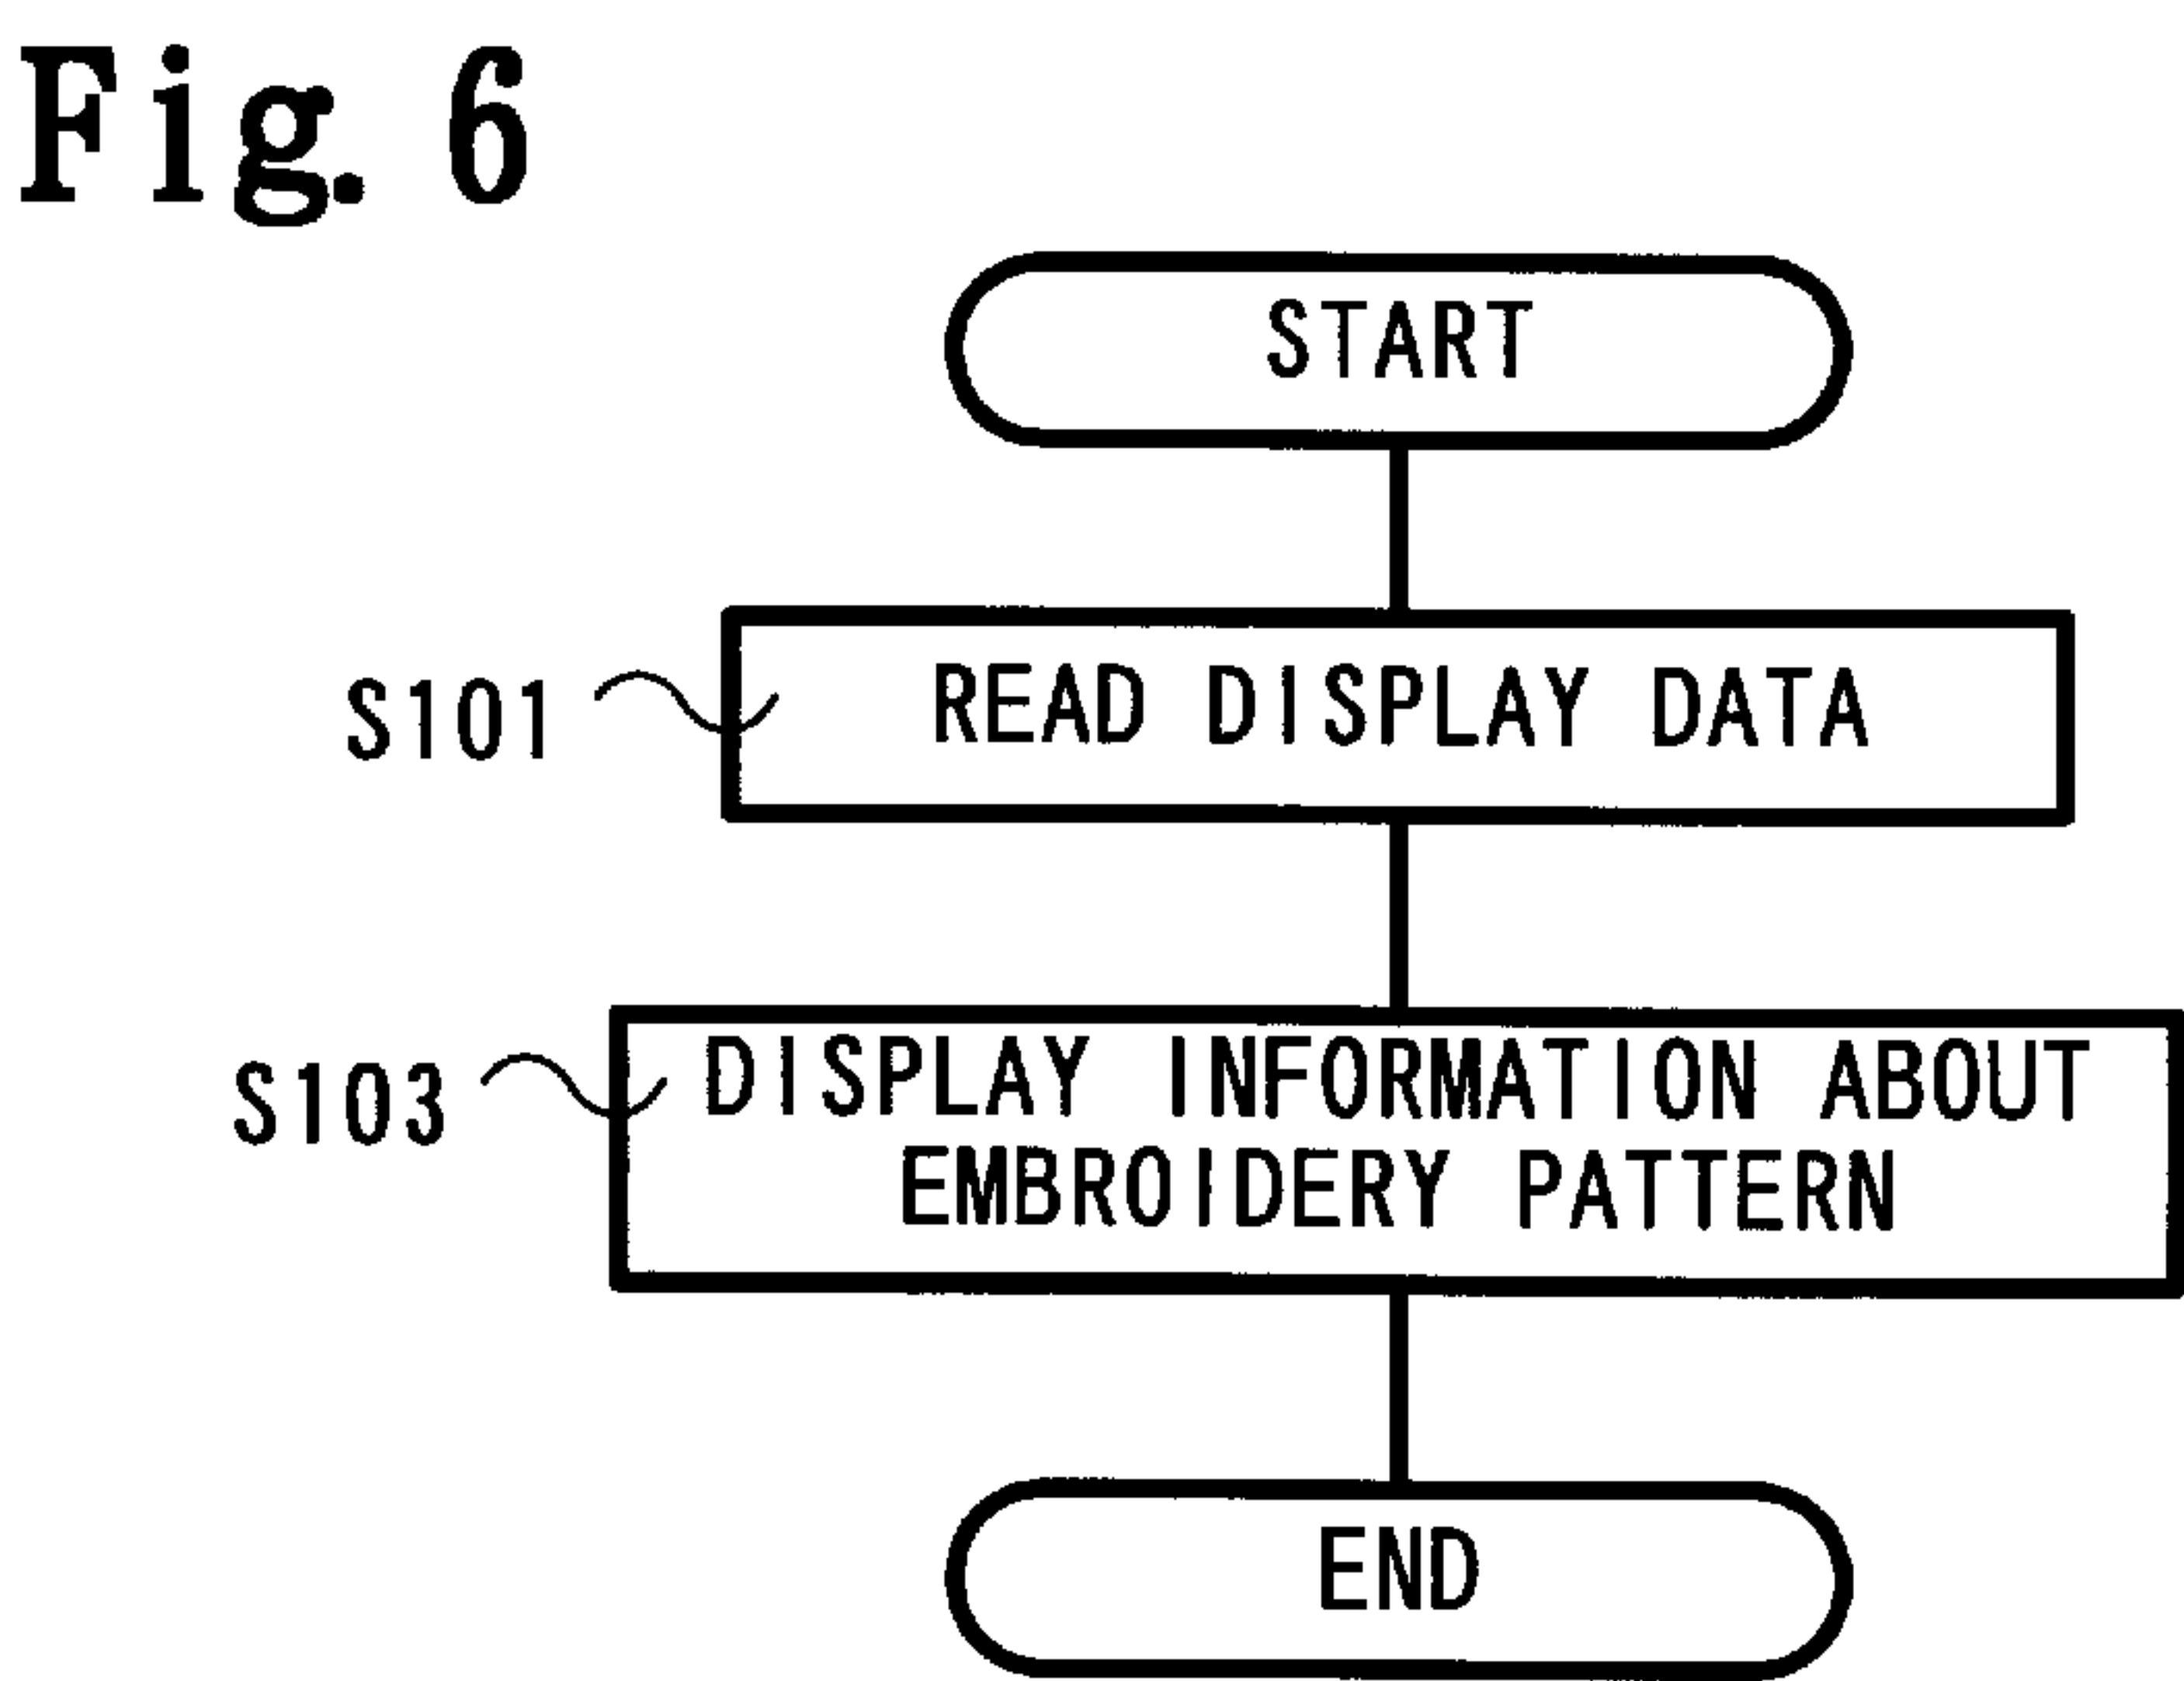 Fig. 6
START
S101
READ DISPLAY DATA
S103
DISPLAY INFORMATION ABOUT
EMBROIDERY PATTERN
END